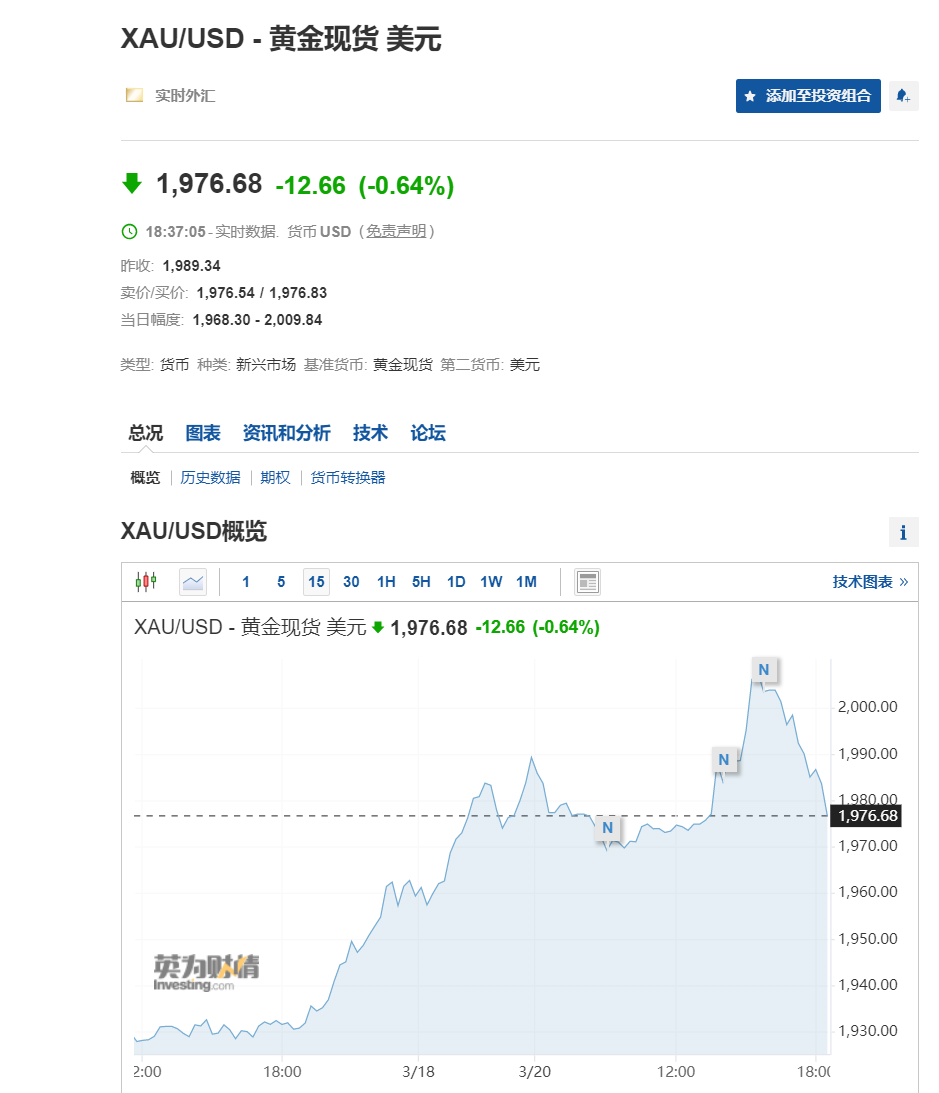 XAU/USD - 黄金现货 美元
实时外汇
添加至投资组合
1,976.68 -12.66 (-0.64%)
18:37:05 - 实时数据. 货币 USD ( 免责声明 )
昨收: 1,989.34
卖价/买价: 1,976.54 / 1,976.83
当日幅度: 1,968.30 - 2,009.84
类型: 货币 种类: 新兴市场 基准货币: 黄金现货 第二货币: 美元
总况 图表 资讯和分析 技术 论坛
概览 历史数据 期权 货币转换器
XAU/USD概览
i
1 5 15 30 1H 5H 1D 1W 1M 技术图表 »
XAU/USD - 黄金现货 美元 1,976.68 -12.66 (-0.64%)
N
2,000.00
N
1,990.00
1,980.00
1,976.68
N
1,970.00
1,960.00
1,950.00
英为财情
Investing.com
1,940.00
1,930.00
2:00 18:00 3/18 3/20 12:00 18:00